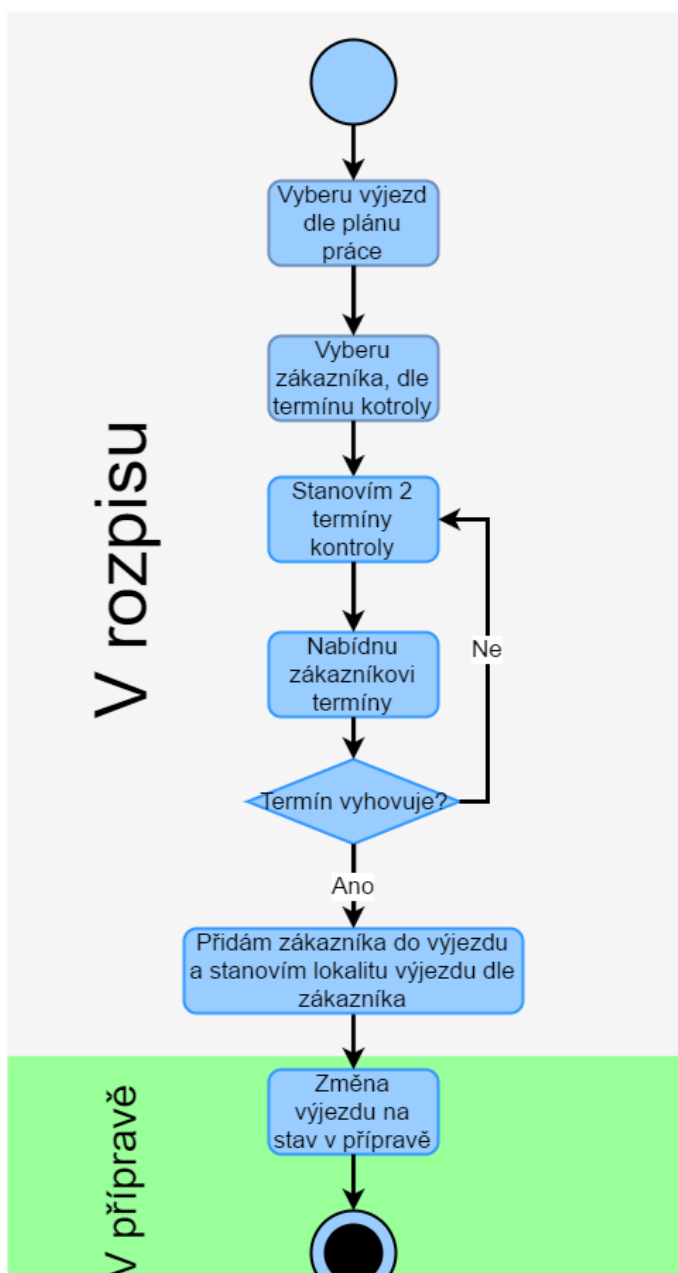 Vyberu výjezd
dle plánu
práce
Vyberu
zákazníka, dle
termínu kotroly
Stanovím 2
termíny
kontroly
V rozpisu
Nabídnu
zákazníkovi
termíny
Ne
Termín vyhovuje?
Ano
Přidám zákazníka do výjezdu
a stanovím lokalitu výjezdu dle
zákazníka
Změna
výjezdu na
stav v přípravě
V přípravě